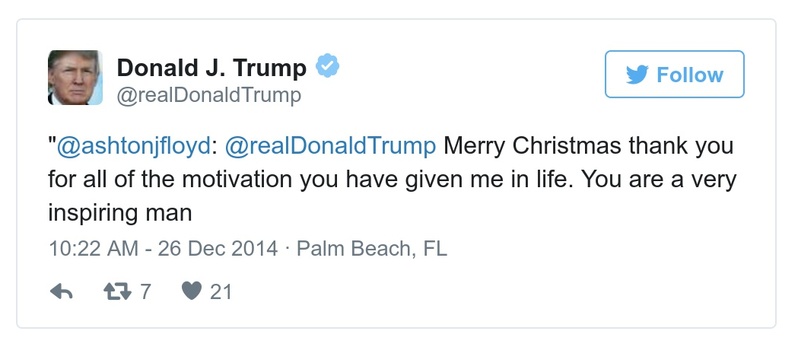 Donald J. Trump
@realDonaldTrump
Follow
"@ashtonjfloyd: @realDonaldTrump Merry Christmas thank you
for all of the motivation you have given me in life. You are a very
inspiring man
10:22 AM - 26 Dec 2014 · Palm Beach, FL
7 21